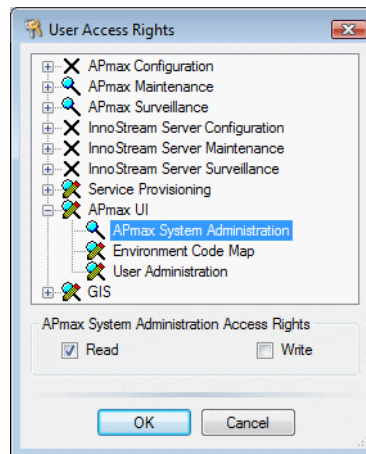 User Access Rights
APmax Configuration
APmax Maintenance
APmax Surveillance
InnoStream Server Configuration
InnoStream Server Maintenance
InnoStream Server Surveillance
Service Provisioning
APmax UI
APmax System Administration
Environment Code Map
User Administration
GIS
APmax System Administration Access Rights
Read Write
OK Cancel